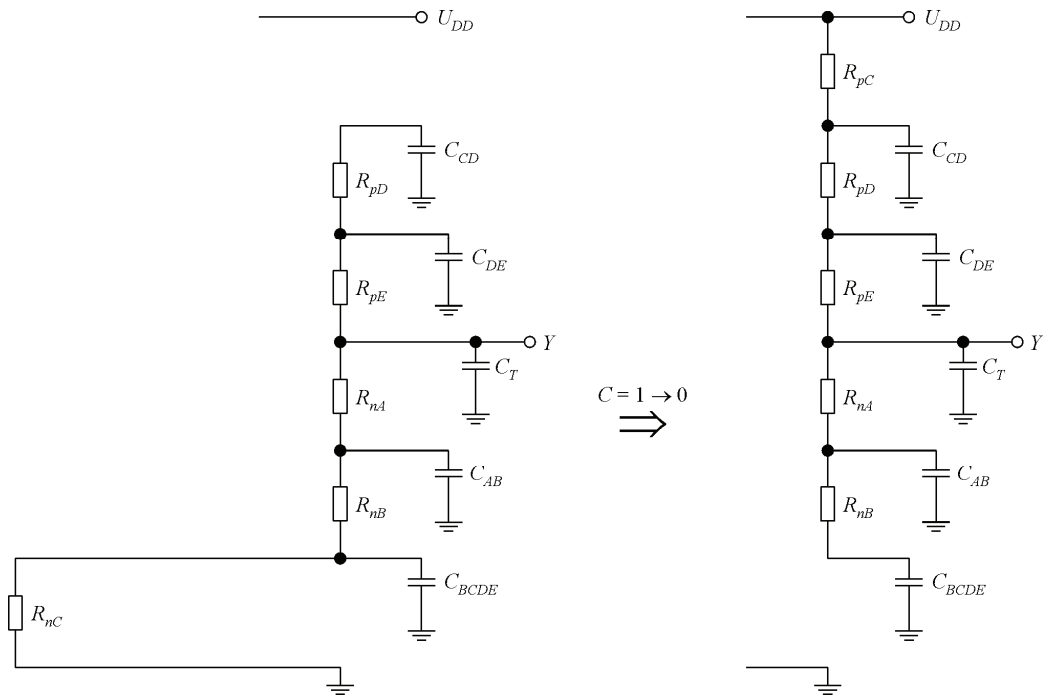 U_DD
C_CD
R_pD
C_DE
R_pE
Y
C_T
R_nA
C_AB
R_nB
C_BCDE
R_nC
C = 1 → 0
U_DD
R_pC
C_CD
R_pD
C_DE
R_pE
Y
C_T
R_nA
C_AB
R_nB
C_BCDE